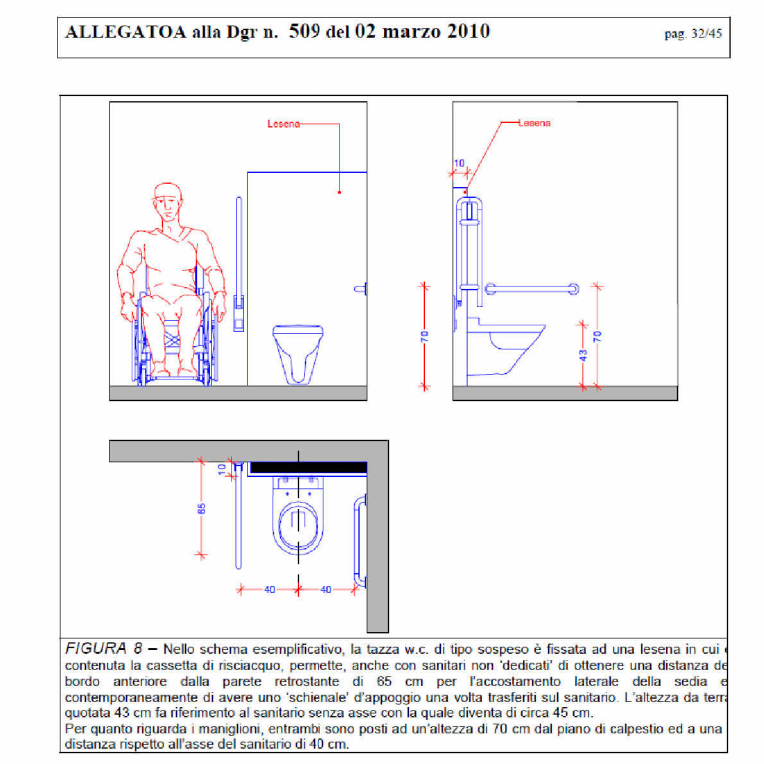 ALLEGATOA alla Dgr n. 509 del 02 marzo 2010 pag. 32/45
Lesena
Lesena
10
70
43
70
10
65
40
40
FIGURA 8 – Nello schema esemplificativo, la tazza w.c. di tipo sospeso è fissata ad una lesena in cui
contenuta la cassetta di risciacquo, permette, anche con sanitari non 'dedicati' di ottenere una distanza de
bordo anteriore dalla parete retrostante di 65 cm per l'accostamento laterale della sedia e
contemporaneamente di avere uno 'schienale' d'appoggio una volta trasferiti sul sanitario. L'altezza da terra
quotata 43 cm fa riferimento al sanitario senza asse con la quale diventa di circa 45 cm.
Per quanto riguarda i maniglioni, entrambi sono posti ad un'altezza di 70 cm dal piano di calpestio ed a una
distanza rispetto all'asse del sanitario di 40 cm.